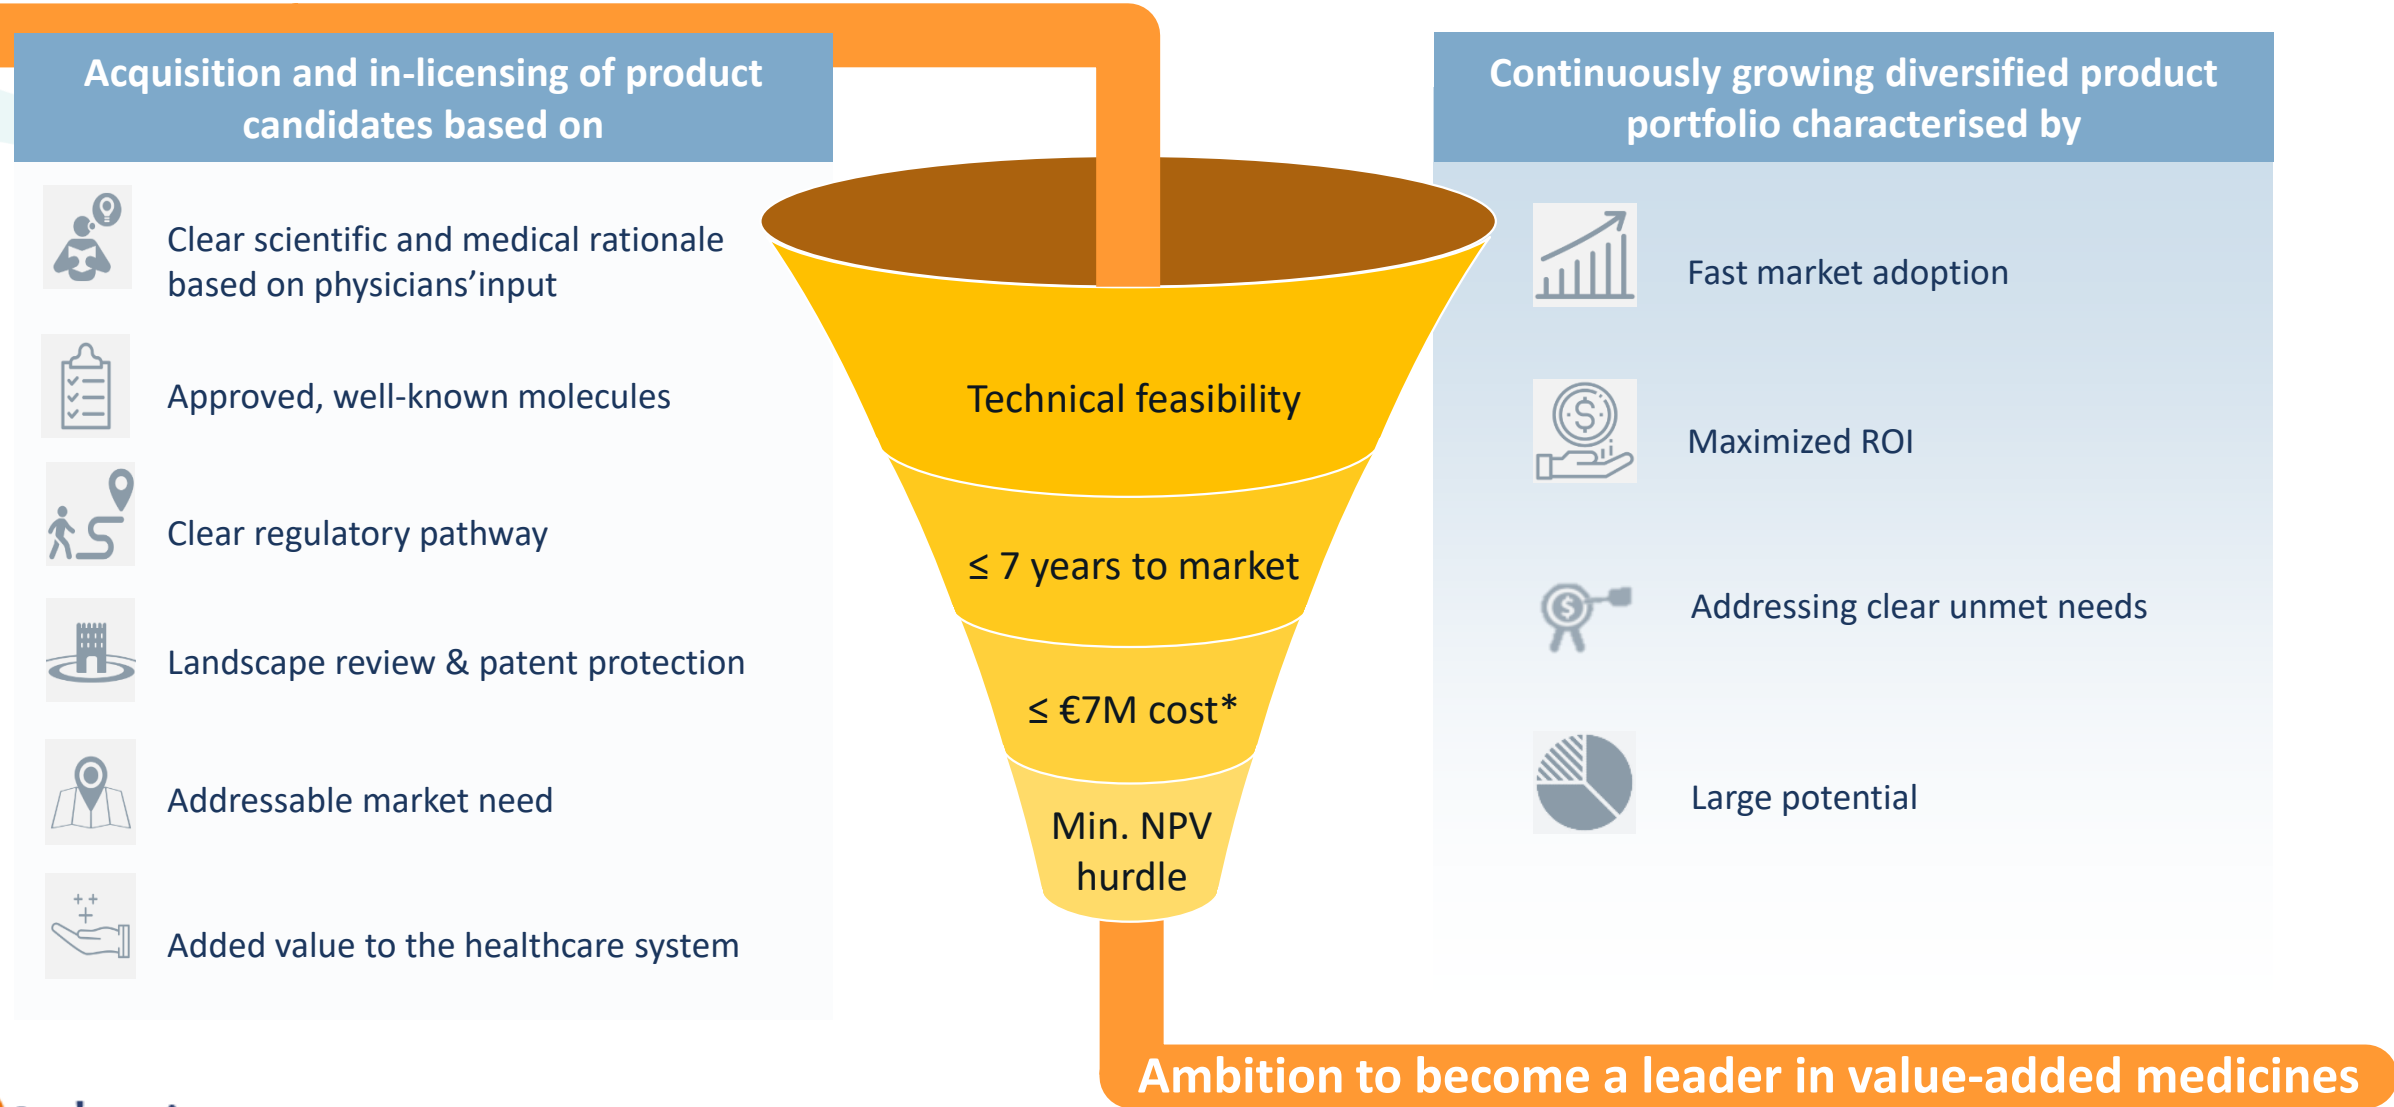 Acquisition and in-licensing of product
candidates based on
Clear scientific and medical rationale
based on physicians’input
Approved, well-known molecules
Clear regulatory pathway
Landscape review & patent protection
Addressable market need
Added value to the healthcare system
Technical feasibility
≤ 7 years to market
≤ €7M cost*
Min. NPV
hurdle
Continuously growing diversified product
portfolio characterised by
Fast market adoption
Maximized ROI
Addressing clear unmet needs
Large potential
Ambition to become a leader in value-added medicines